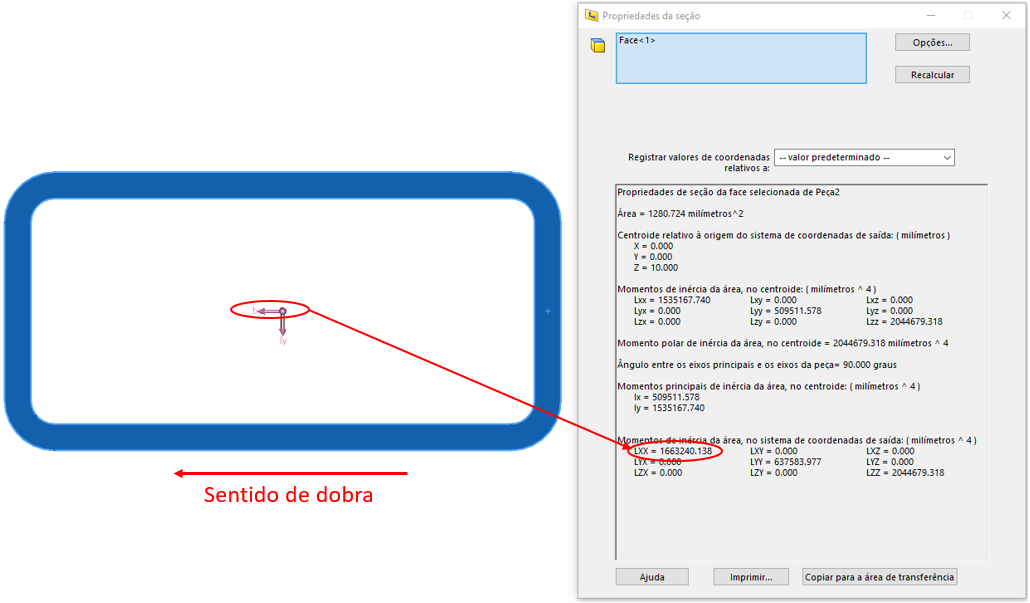 Propriedades da seção
Face<1>
Opções...
Recalcular
Registrar valores de coordenadas
relativos a:
-- valor predeterminado --
Propriedades de seção da face selecionada de Peça2
Área = 1280.724 milímetros^2
Centroide relativo à origem do sistema de coordenadas de saída: ( milímetros )
X = 0.000
Y = 0.000
Z = 10.000
Momentos de inércia da área, no centroide: ( milímetros ^ 4 )
Lxx = 1535167.740 Lxy = 0.000 Lxz = 0.000
Lyx = 0.000 Lyy = 509511.578 Lyz = 0.000
Lzx = 0.000 Lzy = 0.000 Lzz = 2044679.318
Momento polar de inércia da área, no centroide = 2044679.318 milímetros ^ 4
Ângulo entre os eixos principais e os eixos da peça= 90.000 graus
Momentos principais de inércia da área, no centroide: ( milímetros ^ 4 )
Ix = 509511.578
Iy = 1535167.740
Momentos de inércia da área, no sistema de coordenadas de saída: ( milímetros ^ 4 )
LXX = 1663240.138 LXY = 0.000 LXZ = 0.000
LYX = 0.000 LYY = 637583.977 LYZ = 0.000
LZX = 0.000 LZY = 0.000 LZZ = 2044679.318
Ajuda
Imprimir...
Copiar para a área de transferência
Iy
Sentido de dobra